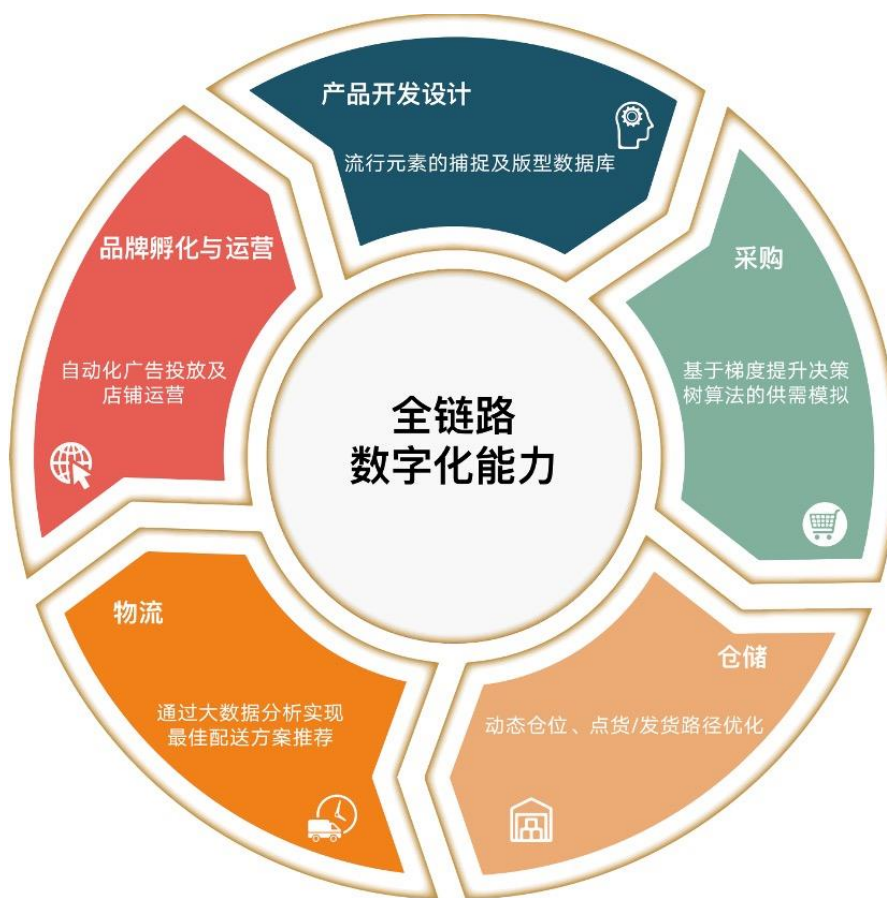 产品开发设计
流行元素的捕捉及版型数据库
采购
基于梯度提升决策
树算法的供需模拟
仓储
动态仓位、点货/发货路径优化
物流
通过大数据分析实现
最佳配送方案推荐
品牌孵化与运营
自动化广告投放及
店铺运营
全链路
数字化能力